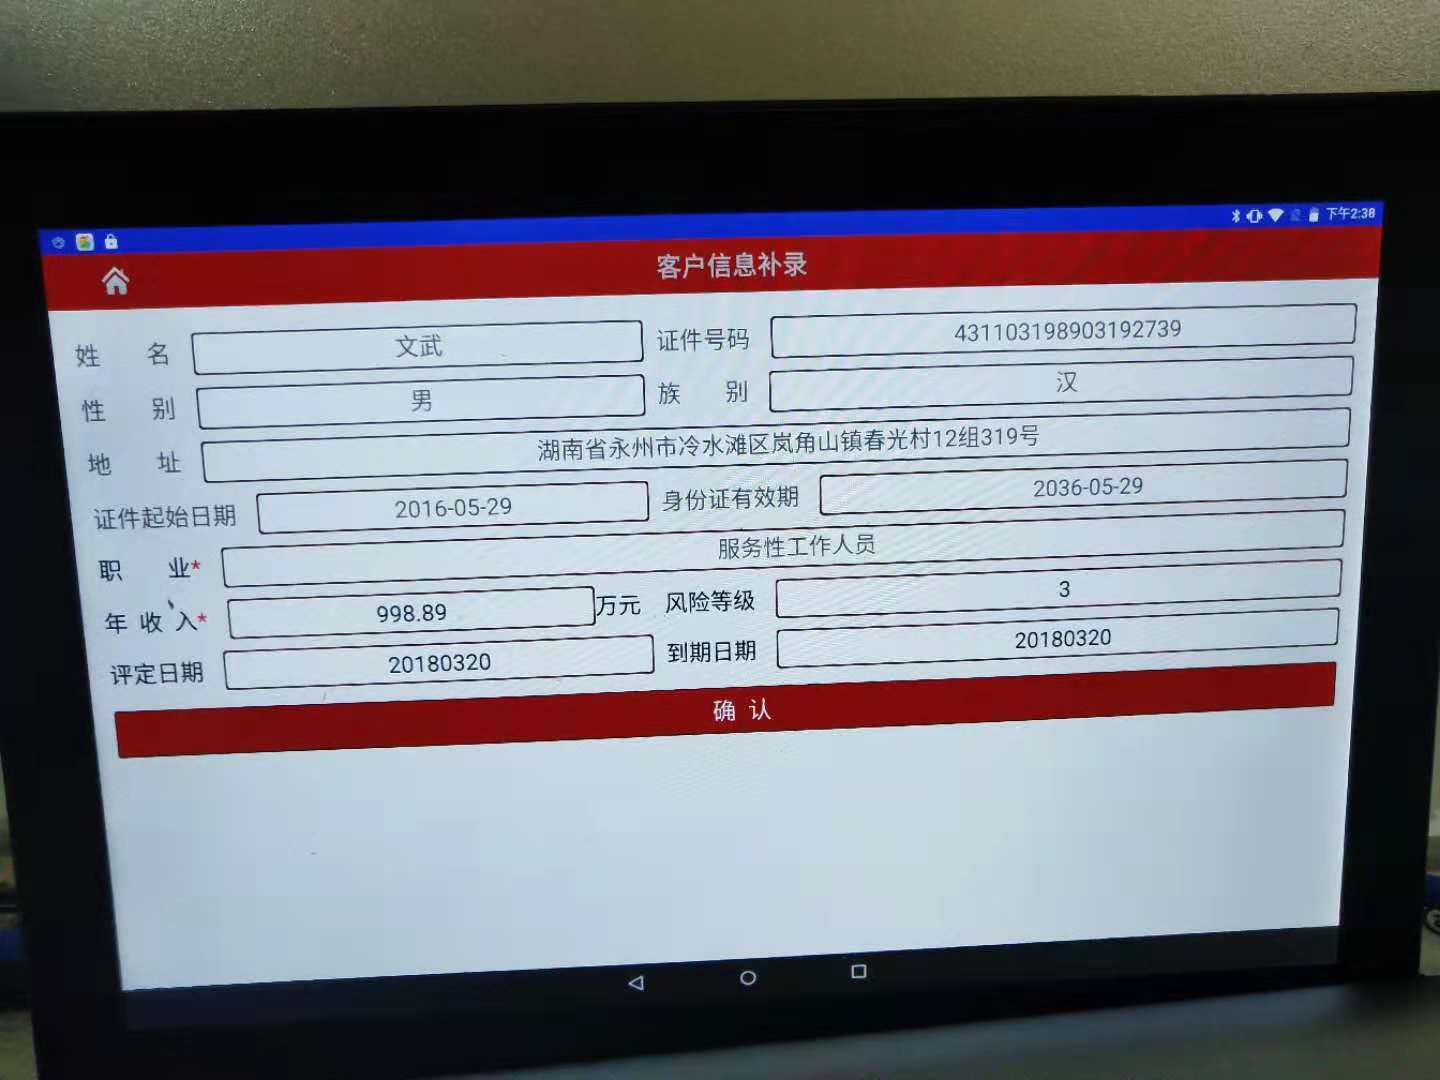 下午2:38
客户信息补录
姓 名 文武 证件号码 431103198903192739
性 别 男 族 别 汉
地 址 湖南省永州市冷水滩区岚角山镇春光村12组319号
证件起始日期 2016-05-29 身份证有效期 2036-05-29
职 业* 服务性工作人员
年 收 入* 998.89 万元 风险等级 3
评定日期 20180320 到期日期 20180320
确 认